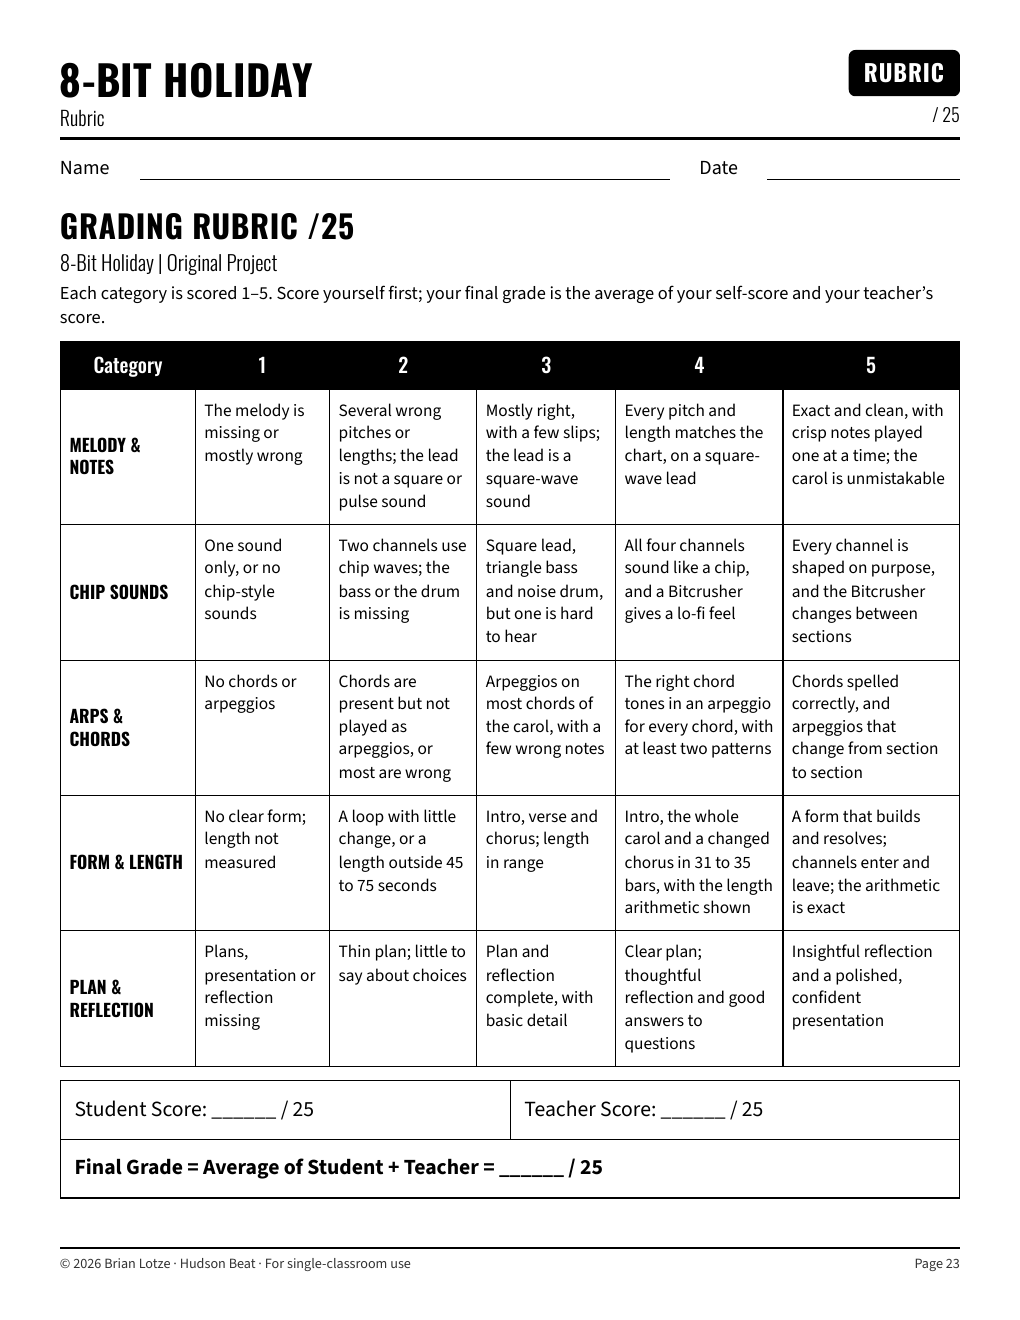 8-BIT HOLIDAY
RUBRIC
Rubric
/ 25
Name
Date
GRADING RUBRIC /25
8-Bit Holiday | Original Project
Each category is scored 1–5. Score yourself first; your final grade is the average of your self-score and your teacher’s
score.
Category 1 2 3 4 5
MELODY &
NOTES
The melody is
missing or
mostly wrong
Several wrong
pitches or
lengths; the lead
is not a square or
pulse sound
Mostly right,
with a few slips;
the lead is a
square-wave
sound
Every pitch and
length matches the
chart, on a square-
wave lead
Exact and clean, with
crisp notes played
one at a time; the
carol is unmistakable
CHIP SOUNDS
One sound
only, or no
chip-style
sounds
Two channels use
chip waves; the
bass or the drum
is missing
Square lead,
triangle bass
and noise drum,
but one is hard
to hear
All four channels
sound like a chip,
and a Bitcrusher
gives a lo-fi feel
Every channel is
shaped on purpose,
and the Bitcrusher
changes between
sections
ARPS &
CHORDS
No chords or
arpeggios
Chords are
present but not
played as
arpeggios, or
most are wrong
Arpeggios on
most chords of
the carol, with a
few wrong notes
The right chord
tones in an arpeggio
for every chord, with
at least two patterns
Chords spelled
correctly, and
arpeggios that
change from section
to section
FORM & LENGTH
No clear form;
length not
measured
A loop with little
change, or a
length outside 45
to 75 seconds
Intro, verse and
chorus; length
in range
Intro, the whole
carol and a changed
chorus in 31 to 35
bars, with the length
arithmetic shown
A form that builds
and resolves;
channels enter and
leave; the arithmetic
is exact
PLAN &
REFLECTION
Plans,
presentation or
reflection
missing
Thin plan; little to
say about choices
Plan and
reflection
complete, with
basic detail
Clear plan;
thoughtful
reflection and good
answers to
questions
Insightful reflection
and a polished,
confident
presentation
Student Score: ______ / 25
Teacher Score: ______ / 25
Final Grade = Average of Student + Teacher = ______ / 25
© 2026 Brian Lotze · Hudson Beat · For single-classroom use
Page 23